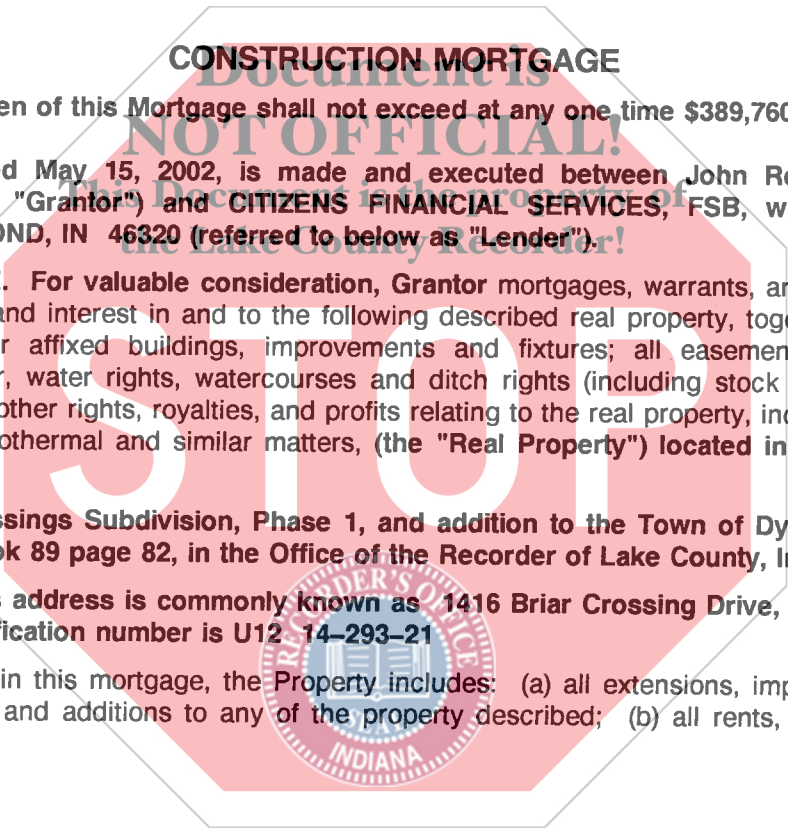 CONSTRUCTION MORTGAGE
Document is
en of this Mortgage shall not exceed at any one time $389,760
NOT OFFICIAL!
d May 15, 2002, is made and executed between John Re
This Document is the property of
"Grantor") and CITIZENS FINANCIAL SERVICES, FSB, w
OND, IN 46320 (referred to below as "Lender").
the Lake County Recorder!
. For valuable consideration, Grantor mortgages, warrants, an
and interest in and to the following described real property, toge
r affixed buildings, improvements and fixtures; all easemen
, water rights, watercourses and ditch rights (including stock
other rights, royalties, and profits relating to the real property, inc
othermal and similar matters, (the "Real Property") located in
STOP
ssings Subdivision, Phase 1, and addition to the Town of Dy
ok 89 page 82, in the Office of the Recorder of Lake County, I
s address is commonly known as 1416 Briar Crossing Drive,
fication number is U12 14-293-21
RECORDER'S OFFICE
in this mortgage, the Property includes: (a) all extensions, imp
and additions to any of the property described; (b) all rents,
SEAL
INDIANA